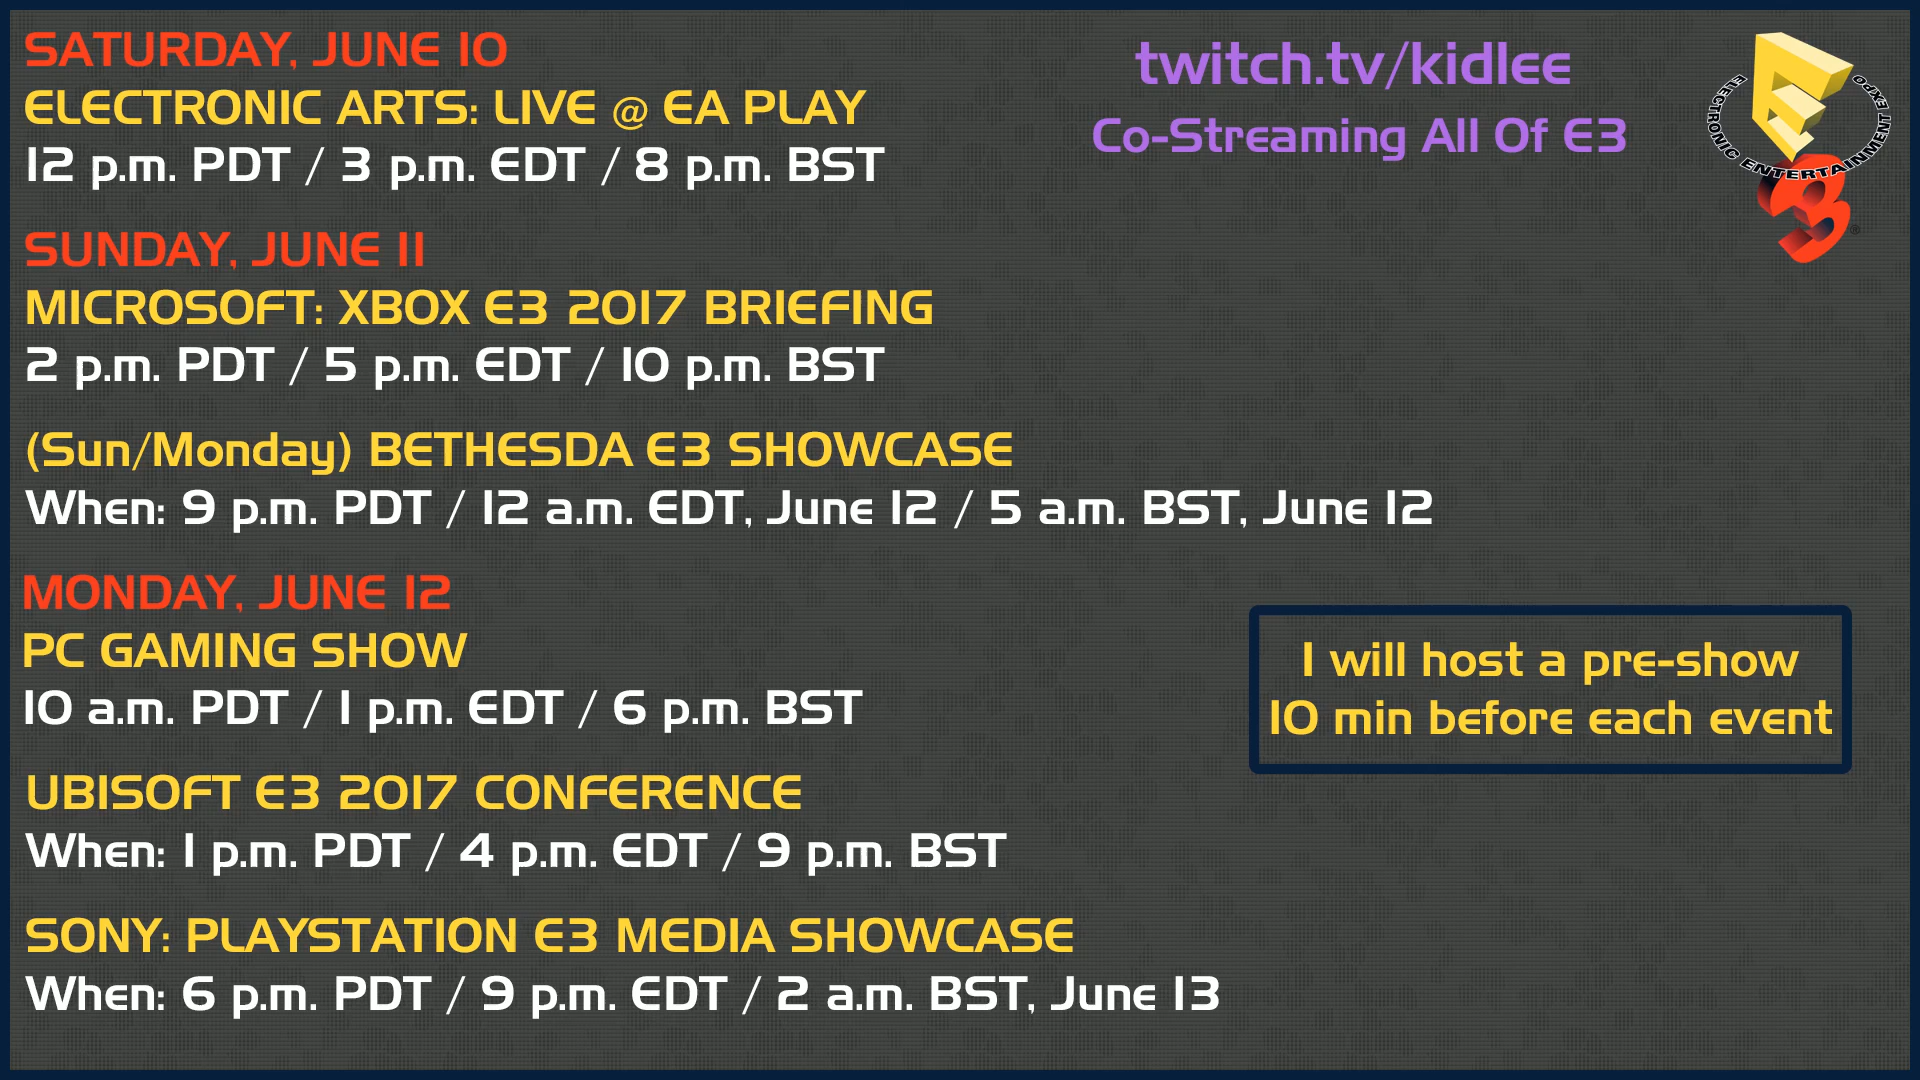 SATURDAY, JUNE 10
ELECTRONIC ARTS: LIVE @ EA PLAY
12 p.m. PDT / 3 p.m. EDT / 8 p.m. BST
SUNDAY, JUNE 11
MICROSOFT: XBOX E3 2017 BRIEFING
2 p.m. PDT / 5 p.m. EDT / 10 p.m. BST
(Sun/Monday) BETHESDA E3 SHOWCASE
When: 9 p.m. PDT / 12 a.m. EDT, June 12 / 5 a.m. BST, June 12
MONDAY, JUNE 12
PC GAMING SHOW
10 a.m. PDT / 1 p.m. EDT / 6 p.m. BST
UBISOFT E3 2017 CONFERENCE
When: 1 p.m. PDT / 4 p.m. EDT / 9 p.m. BST
SONY: PLAYSTATION E3 MEDIA SHOWCASE
When: 6 p.m. PDT / 9 p.m. EDT / 2 a.m. BST, June 13
twitch.tv/kidlee
Co-Streaming All Of E3
E3
ELECTRONIC ENTERTAINMENT EXPO
®
I will host a pre-show
10 min before each event